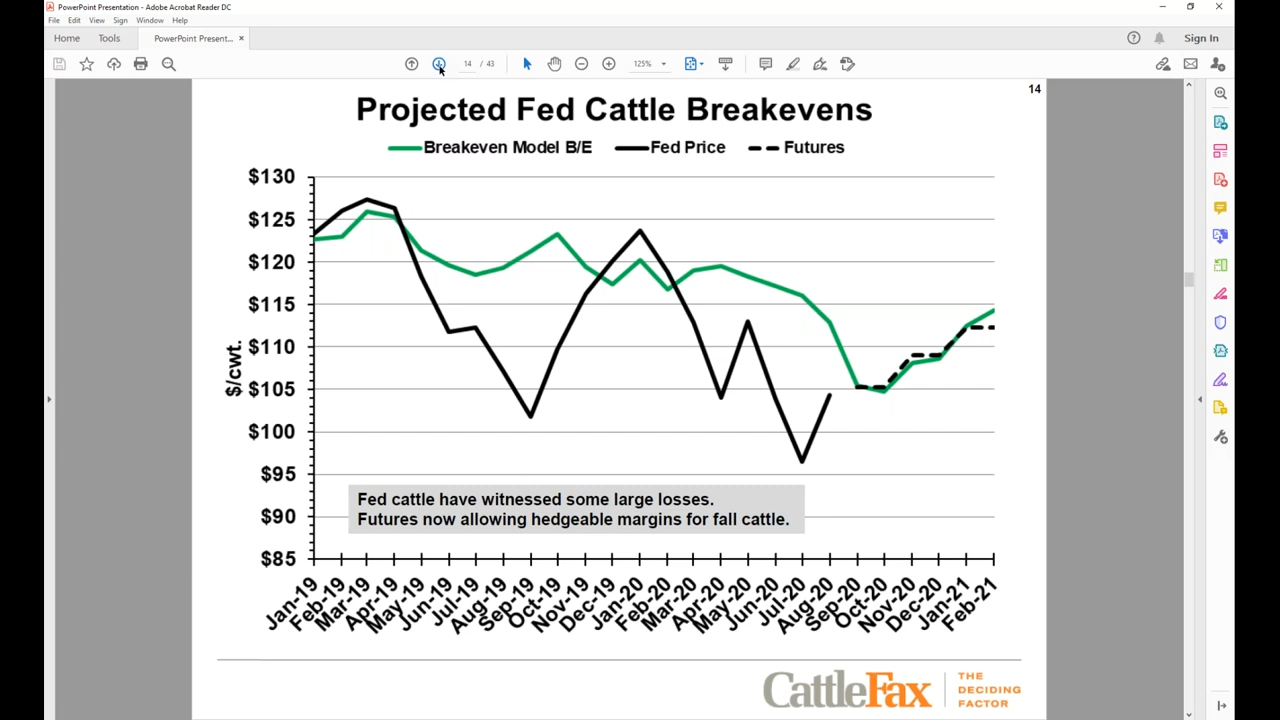 PowerPoint Presentation - Adobe Acrobat Reader DC
File Edit View Sign Window Help
Home Tools PowerPoint Present... × Sign In
14 / 43 125%
14
Projected Fed Cattle Breakevens
Breakeven Model B/E Fed Price Futures
$130
$125
$120
$115
$110
$105
$100
$95
$90
$85
$/cwt.
Fed cattle have witnessed some large losses.
Futures now allowing hedgeable margins for fall cattle.
Jan-19 Feb-19 Mar-19 Apr-19 May-19 Jun-19 Jul-19 Aug-19 Sep-19 Oct-19 Nov-19 Dec-19 Jan-20 Feb-20 Mar-20 Apr-20 May-20 Jun-20 Jul-20 Aug-20 Sep-20 Oct-20 Nov-20 Dec-20 Jan-21 Feb-21
CattleFax
THE
DECIDING
FACTOR